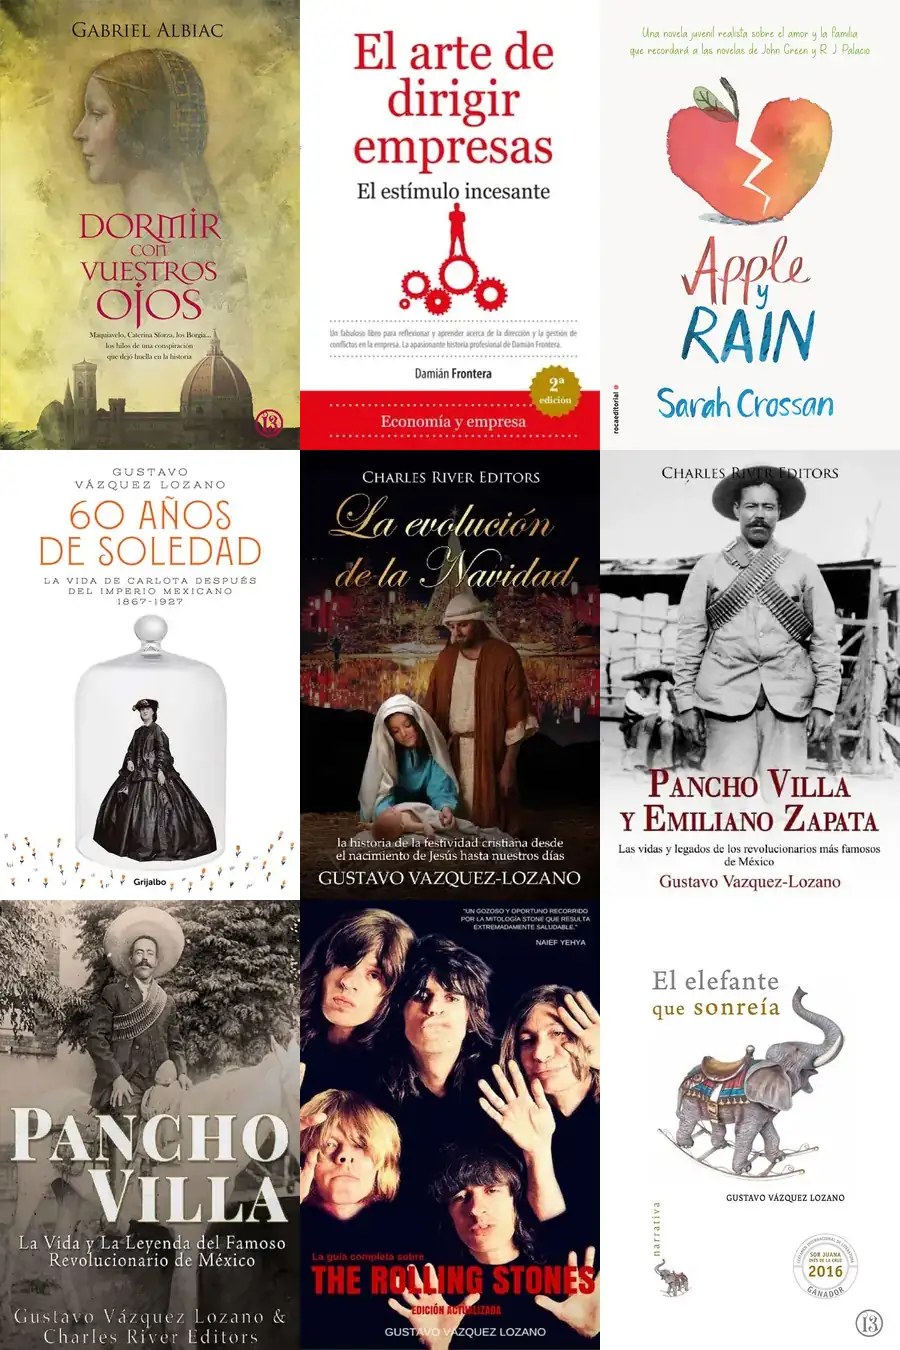 GABRIEL ALBIAC
DORMIR
CON
VUESTROS
OJOS
Maquiavelo, Caterina Sforza, los Borgia...
los hilos de una conspiración
que dejó huella en la historia
13
El arte de
dirigir
empresas
El estímulo incesante
Un fabuloso libro para reflexionar y aprender acerca de la dirección y la gestión de
conflictos en la empresa. La apasionante historia profesional de Damián Frontera.
Damián Frontera
2ª
edición
Economía y empresa
Una novela juvenil realista sobre el amor y la familia
que recordará a las novelas de John Green y R. J. Palacio
Apple
y
RAIN
Sarah Crossan
rocaeditorial
GUSTAVO
VÁZQUEZ LOZANO
60 AÑOS
DE SOLEDAD
LA VIDA DE CARLOTA DESPUÉS
DEL IMPERIO MEXICANO
1867-1927
Grijalbo
CHARLES RIVER EDITORS
La evolución
de la Navidad
la historia de la festividad cristiana desde
el nacimiento de Jesús hasta nuestros días
GUSTAVO VAZQUEZ-LOZANO
CHARLES RIVER EDITORS
PANCHO VILLA
Y EMILIANO ZAPATA
Las vidas y legados de los revolucionarios más famosos
de México
Gustavo Vazquez-Lozano
PANCHO
VILLA
La Vida y La Leyenda del Famoso
Revolucionario de México
Gustavo Vázquez Lozano &
Charles River Editors
"UN GOZOSO Y OPORTUNO RECORRIDO
POR LA MITOLOGÍA STONE QUE RESULTA
EXTREMADAMENTE SALUDABLE."
NAIEF YEHYA
La guía completa sobre
THE ROLLING STONES
EDICIÓN ACTUALIZADA
GUSTAVO VÁZQUEZ LOZANO
El elefante
que sonreía
GUSTAVO VÁZQUEZ LOZANO
narrativa
SOR JUANA
INÉS DE LA CRUZ
2016
GANADOR
13